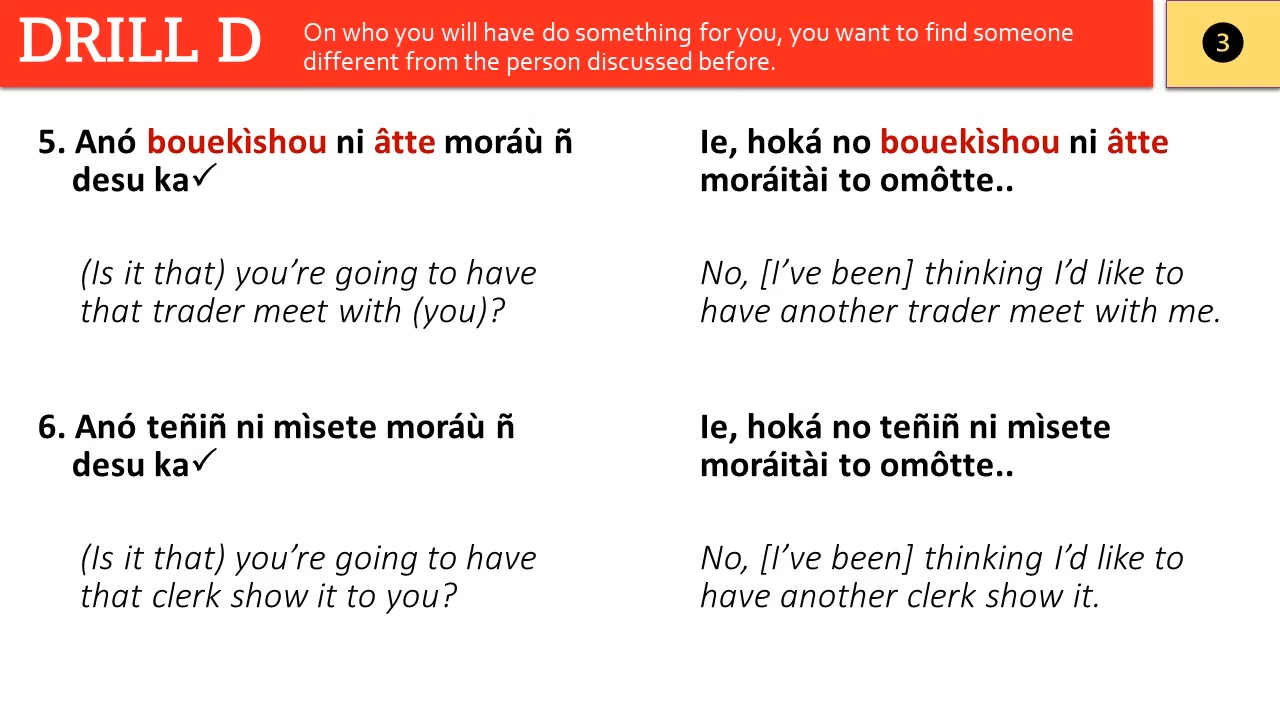 DRILL D
On who you will have do something for you, you want to find someone
different from the person discussed before.
3
5. Anó bouekìshou ni âtte moráù ñ
desu ka✓
Ie, hoká no bouekìshou ni âtte
moráitài to omôtte..
(Is it that) you’re going to have
that trader meet with (you)?
No, [I’ve been] thinking I’d like to
have another trader meet with me.
6. Anó teñiñ ni mìsete moráù ñ
desu ka✓
Ie, hoká no teñiñ ni mìsete
moráitài to omôtte..
(Is it that) you’re going to have
that clerk show it to you?
No, [I’ve been] thinking I’d like to
have another clerk show it.